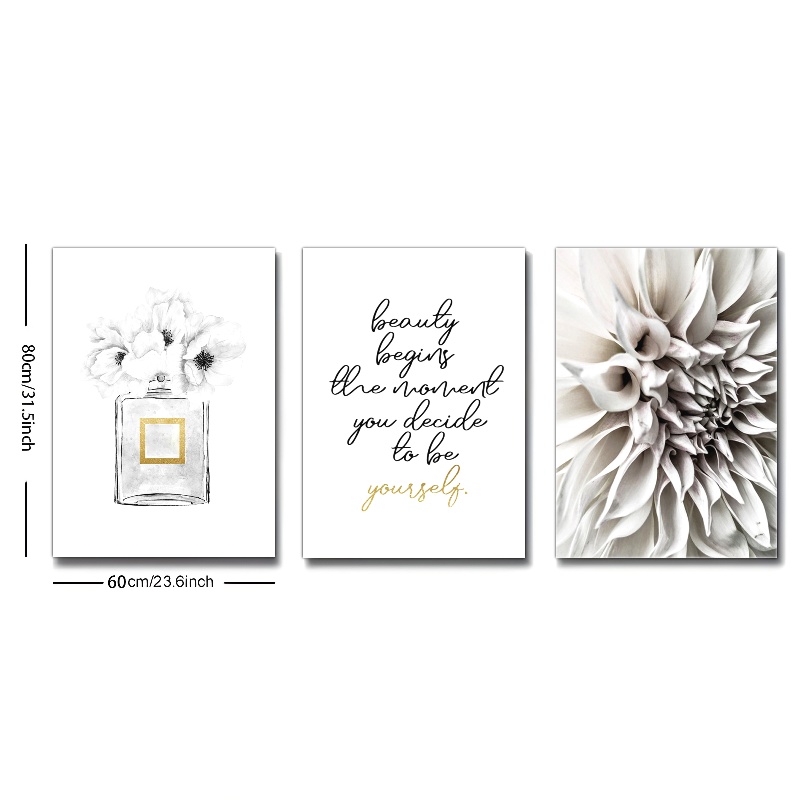 80cm/31.5inch
beauty
begins
the moment
you decide
to be
yourself.
60cm/23.6inch